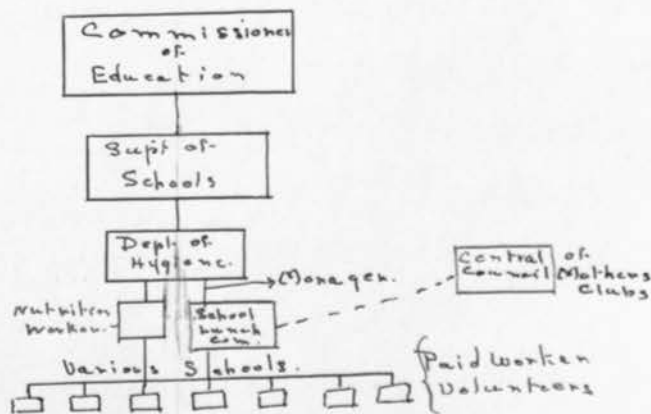 Commissioner
of
Education
Supt of
Schools
Dept of
Hygiene.
Manager.
Central of
Council Mothers
Clubs
Nutrition
Worker.
School
Lunch
Com.
Various Schools.
Paid Worker
Volunteers